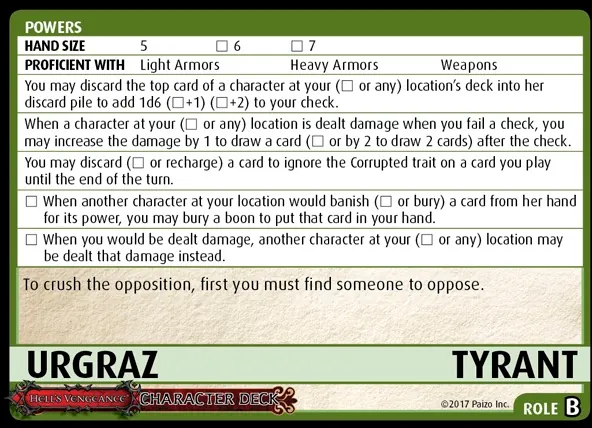 POWERS
HAND SIZE 5 □ 6 □ 7
PROFICIENT WITH Light Armors Heavy Armors Weapons
You may discard the top card of a character at your (□ or any) location's deck into her
discard pile to add 1d6 (□+1) (□+2) to your check.
When a character at your (□ or any) location is dealt damage when you fail a check, you
may increase the damage by 1 to draw a card (□ or by 2 to draw 2 cards) after the check.
You may discard (□ or recharge) a card to ignore the Corrupted trait on a card you play
until the end of the turn.
□ When another character at your location would banish (□ or bury) a card from her hand
for its power, you may bury a boon to put that card in your hand.
□ When you would be dealt damage, another character at your (□ or any) location may
be dealt that damage instead.
To crush the opposition, first you must find someone to oppose.
URGRAZ TYRANT
HELL'S VENGEANCE CHARACTER DECK
©2017 Paizo Inc. ROLE B